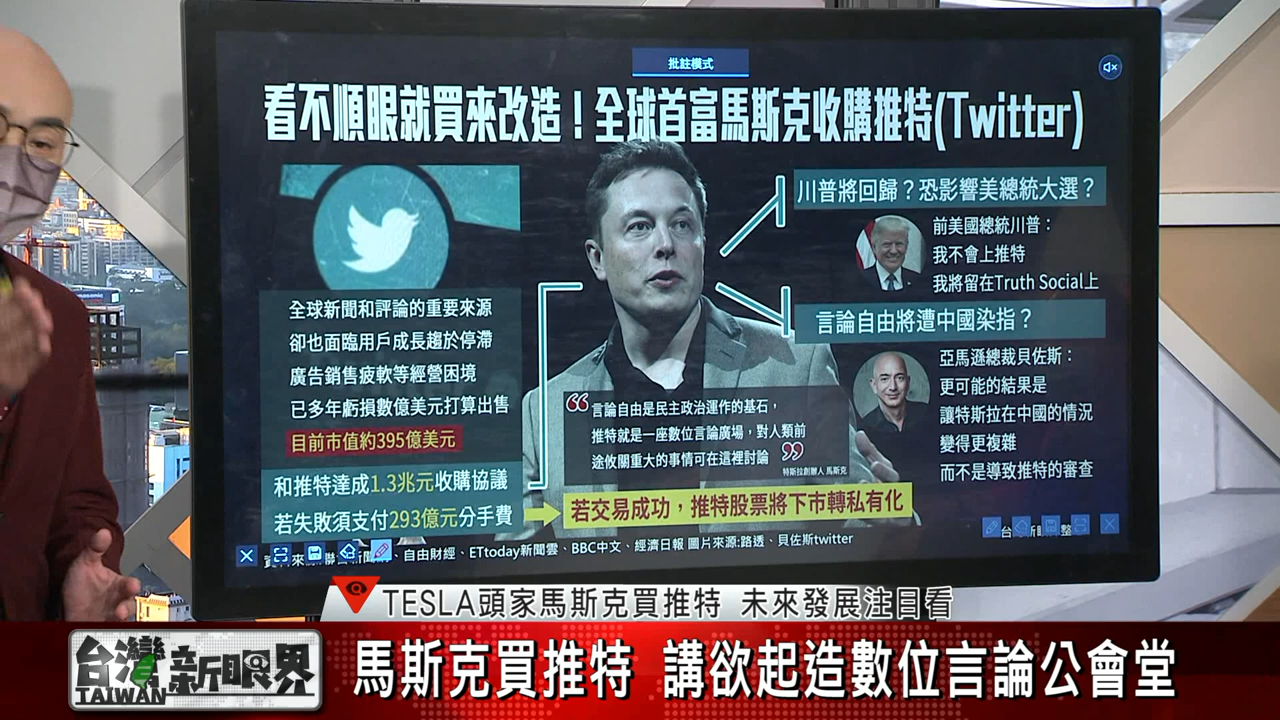 批註模式
看不順眼就買來改造！全球首富馬斯克收購推特(Twitter)
全球新聞和評論的重要來源
卻也面臨用戶成長趨於停滯
廣告銷售疲軟等經營困境
已多年虧損數億美元打算出售
目前市值約395億美元
和推特達成1.3兆元收購協議
若失敗須支付293億元分手費
若交易成功，推特股票將下市轉私有化
言論自由是民主政治運作的基石，
推特就是一座數位言論廣場，對人類前
途攸關重大的事情可在這裡討論
特斯拉創辦人 馬斯克
川普將回歸？恐影響美總統大選？
前美國總統川普：
我不會上推特
我將留在Truth Social上
言論自由將遭中國染指？
亞馬遜總裁貝佐斯：
更可能的結果是
讓特斯拉在中國的情況
變得更複雜
而不是導致推特的審查
、自由財經、ETtoday新聞雲、BBC中文、經濟日報 圖片來源:路透、貝佐斯twitter
TESLA頭家馬斯克買推特 未來發展注目看
台灣新眼界
TAIWAN
馬斯克買推特 講欲起造數位言論公會堂